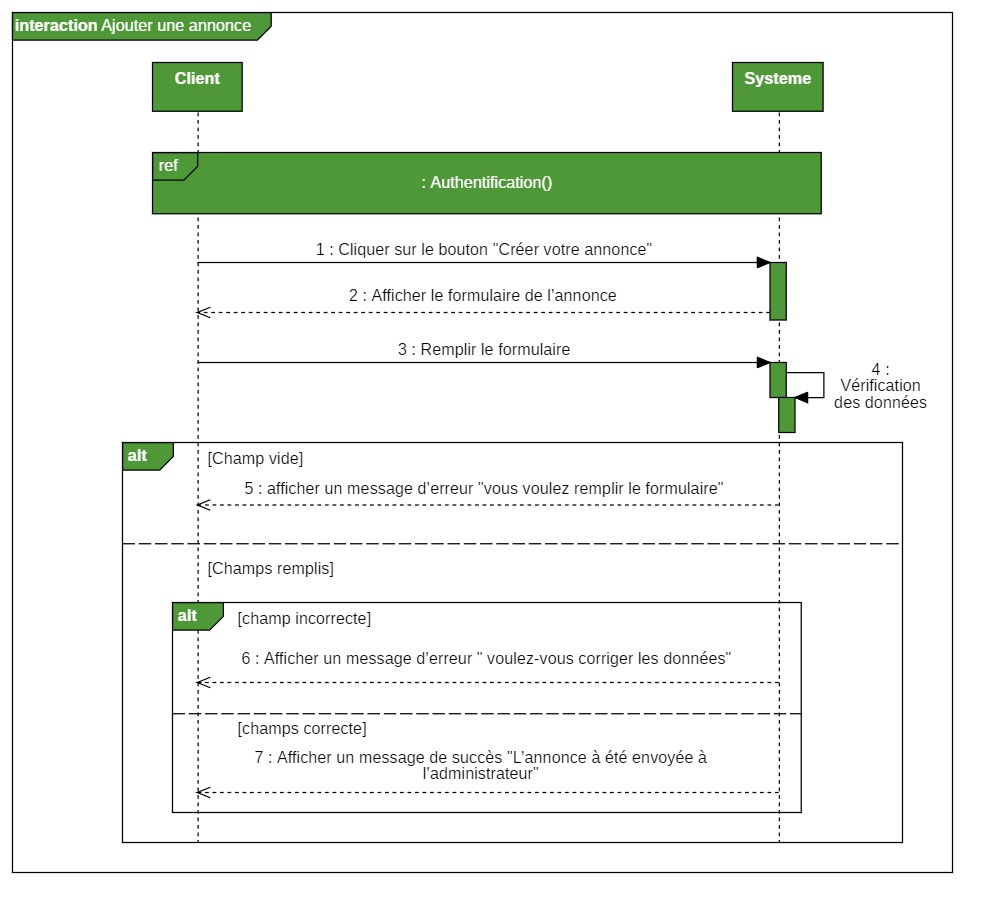 interaction Ajouter une annonce
Client
Systeme
ref
: Authentification()
1 : Cliquer sur le bouton "Créer votre annonce"
2 : Afficher le formulaire de l'annonce
3 : Remplir le formulaire
4 :
Vérification
des données
alt
[Champ vide]
5 : afficher un message d'erreur "vous voulez remplir le formulaire"
[Champs remplis]
alt
[champ incorrecte]
6 : Afficher un message d'erreur " voulez-vous corriger les données"
[champs correcte]
7 : Afficher un message de succès "L'annonce à été envoyée à
l'administrateur"